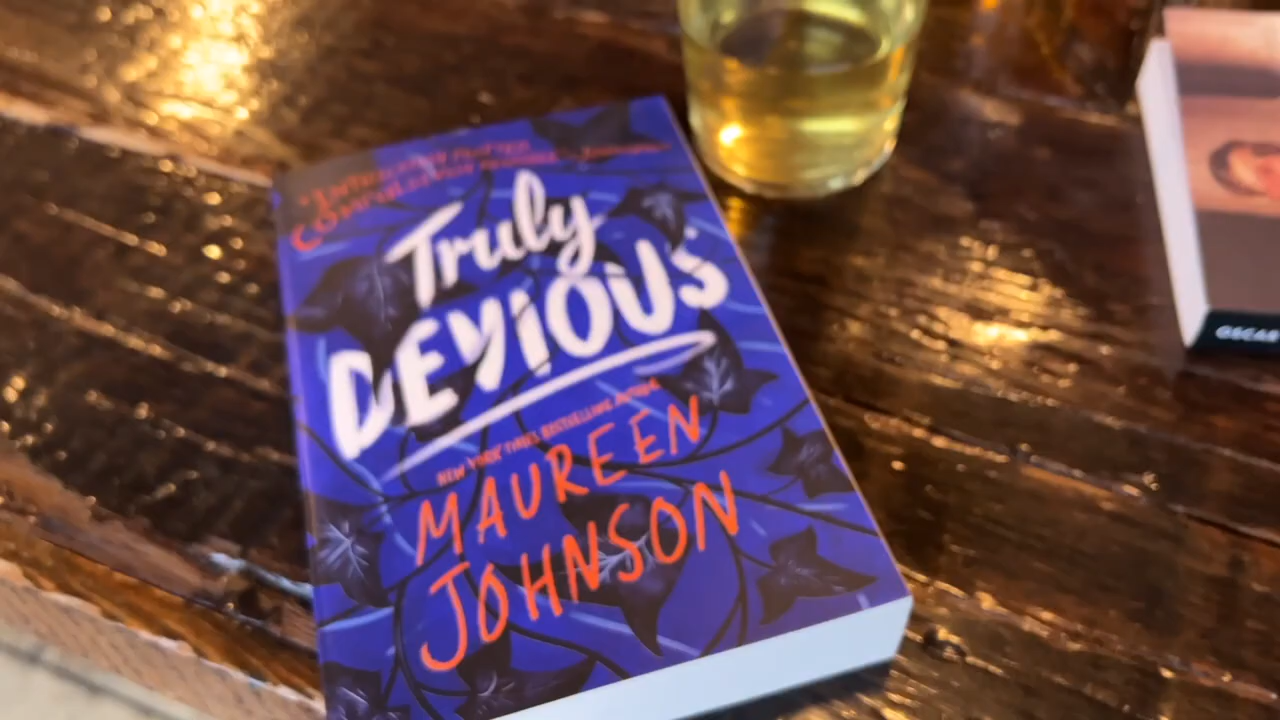 Truly
DEVIOUS
NEW YORK TIMES BESTSELLING AUTHOR
MAUREEN
JOHNSON
OSCAR